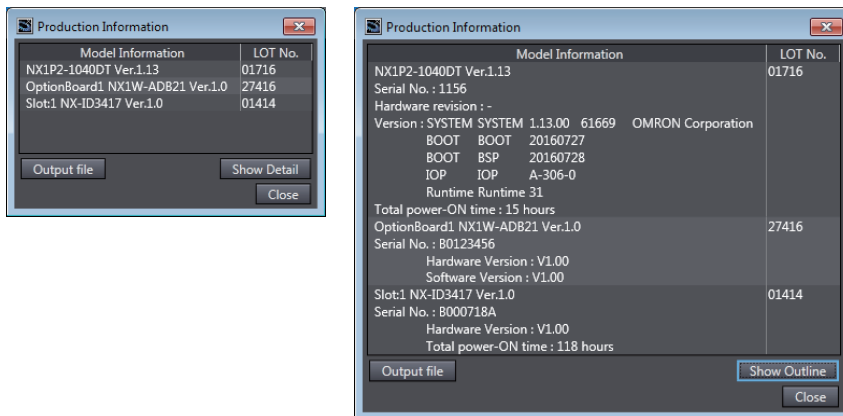 Production Information
Model Information LOT No.
NX1P2-1040DT Ver.1.13 01716
OptionBoard1 NX1W-ADB21 Ver.1.0 27416
Slot:1 NX-ID3417 Ver.1.0 01414
Output file Show Detail
Close
Production Information
Model Information LOT No.
NX1P2-1040DT Ver.1.13 01716
Serial No. : 1156
Hardware revision : -
Version : SYSTEM SYSTEM 1.13.00 61669 OMRON Corporation
BOOT BOOT 20160727
BOOT BSP 20160728
IOP IOP A-306-0
Runtime Runtime 31
Total power-ON time : 15 hours
OptionBoard1 NX1W-ADB21 Ver.1.0 27416
Serial No. : B0123456
Hardware Version : V1.00
Software Version : V1.00
Slot:1 NX-ID3417 Ver.1.0 01414
Serial No. : B000718A
Hardware Version : V1.00
Total power-ON time : 118 hours
Output file Show Outline
Close